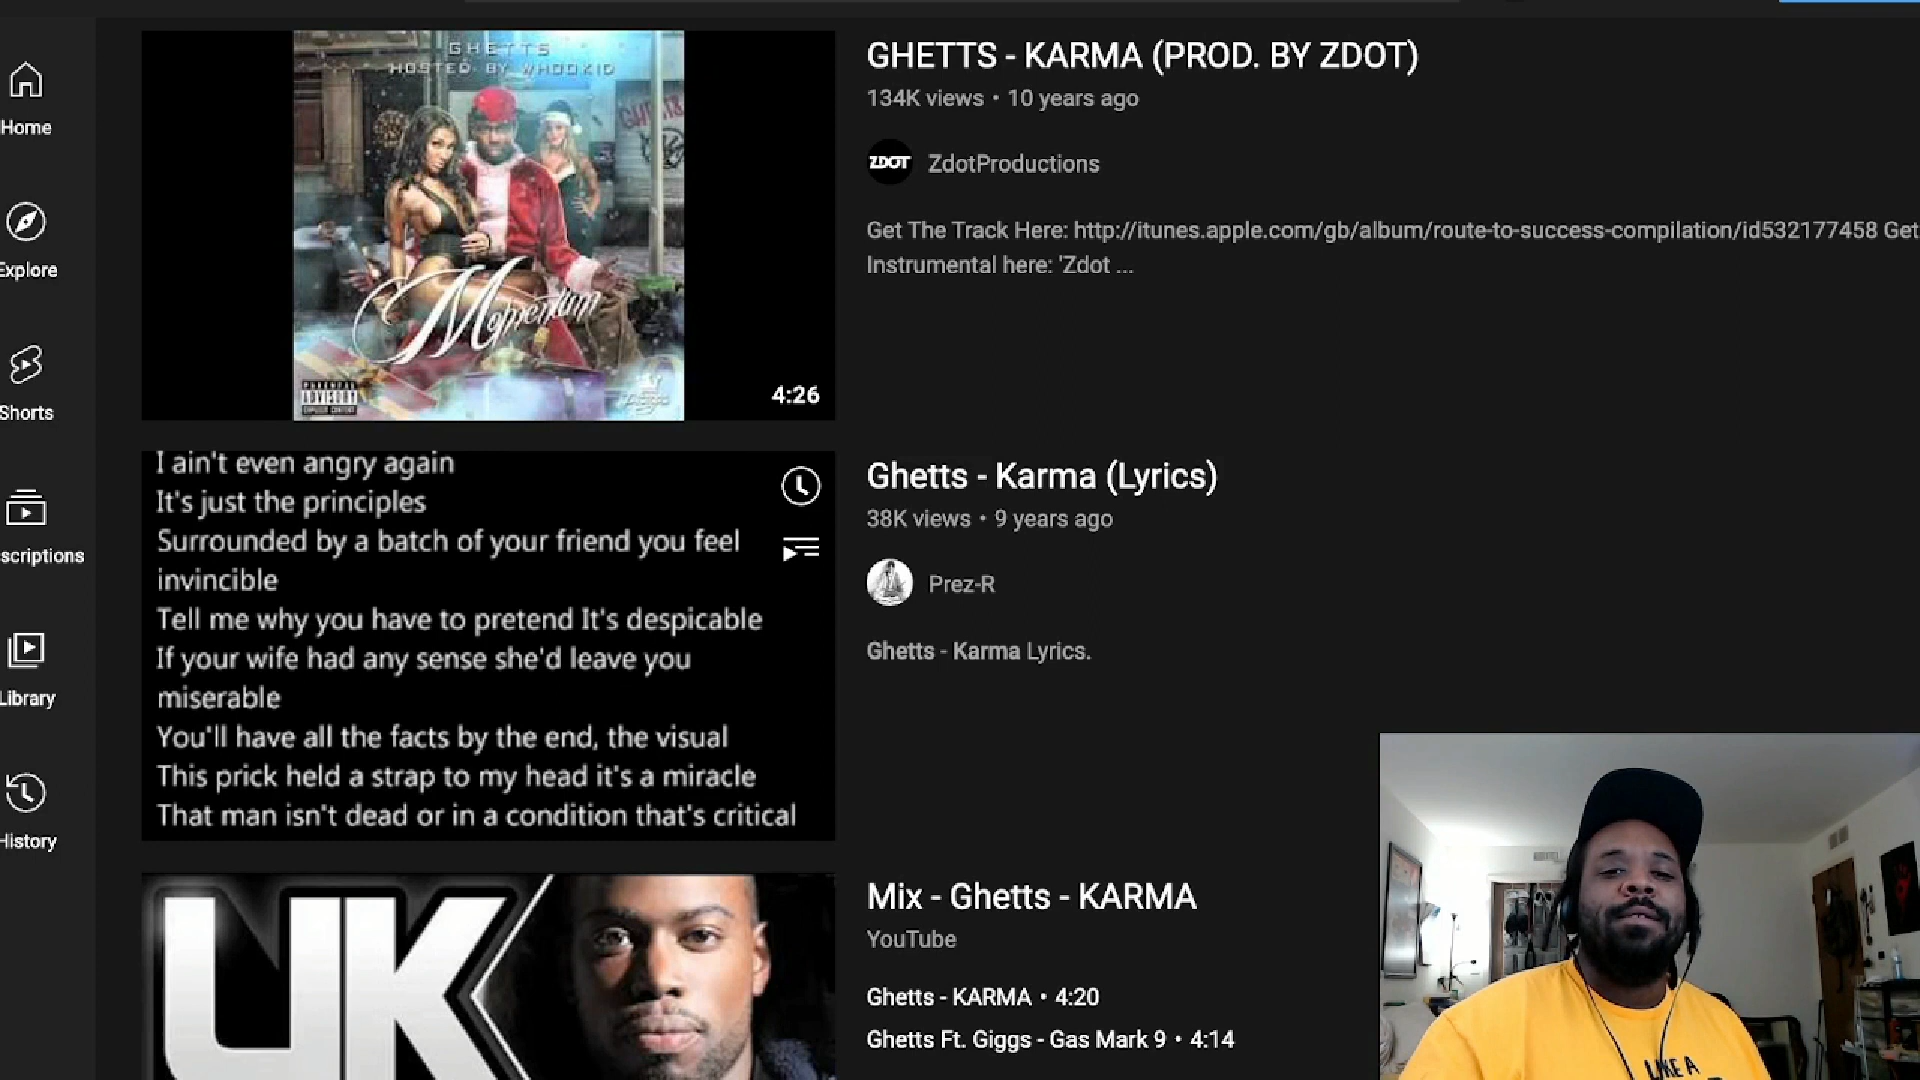 Home
Explore
Shorts
scriptions
Library
History
GHETTS
HOSTED BY WHOOKID
Momentum
PARENTAL
ADVISORY
EXPLICIT CONTENT
4:26
GHETTS - KARMA (PROD. BY ZDOT)
134K views • 10 years ago
ZDOT
ZdotProductions
Get The Track Here: http://itunes.apple.com/gb/album/route-to-success-compilation/id532177458 Get
Instrumental here: 'Zdot ...
I ain't even angry again
It's just the principles
Surrounded by a batch of your friend you feel
invincible
Tell me why you have to pretend It's despicable
If your wife had any sense she'd leave you
miserable
You'll have all the facts by the end, the visual
This prick held a strap to my head it's a miracle
That man isn't dead or in a condition that's critical
Ghetts - Karma (Lyrics)
38K views • 9 years ago
Prez-R
Ghetts - Karma Lyrics.
UK
Mix - Ghetts - KARMA
YouTube
Ghetts - KARMA • 4:20
Ghetts Ft. Giggs - Gas Mark 9 • 4:14
LIKE A